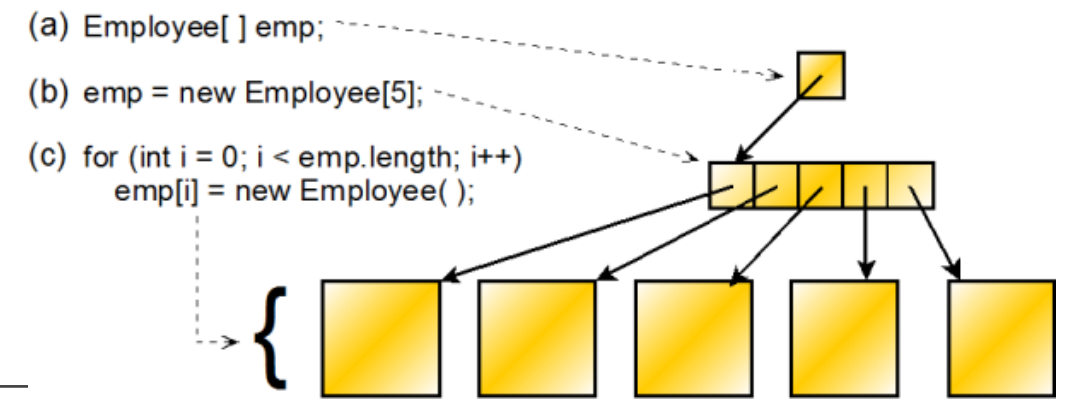 (a) Employee[ ] emp;
(b) emp = new Employee[5];
(c) for (int i = 0; i < emp.length; i++)
emp[i] = new Employee( );